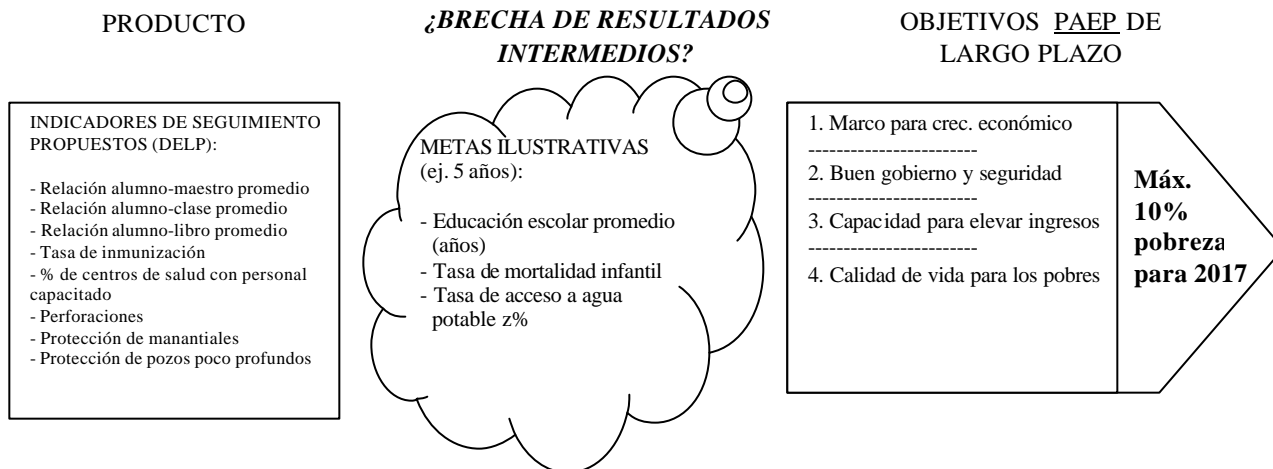 PRODUCTO
INDICADORES DE SEGUIMIENTO
PROPUESTOS (DELP):
- Relación alumno-maestro promedio
- Relación alumno-clase promedio
- Relación alumno-libro promedio
- Tasa de inmunización
- % de centros de salud con personal
capacitado
- Perforaciones
- Protección de manantiales
- Protección de pozos poco profundos
¿BRECHA DE RESULTADOS
INTERMEDIOS?
METAS ILUSTRATIVAS
(ej. 5 años):
- Educación escolar promedio
(años)
- Tasa de mortalidad infantil
- Tasa de acceso a agua
potable z%
OBJETIVOS PAEP DE
LARGO PLAZO
1. Marco para crec. económico
------------------------
2. Buen gobierno y seguridad
------------------------
3. Capacidad para elevar ingresos
------------------------
4. Calidad de vida para los pobres
Máx.
10%
pobreza
para 2017